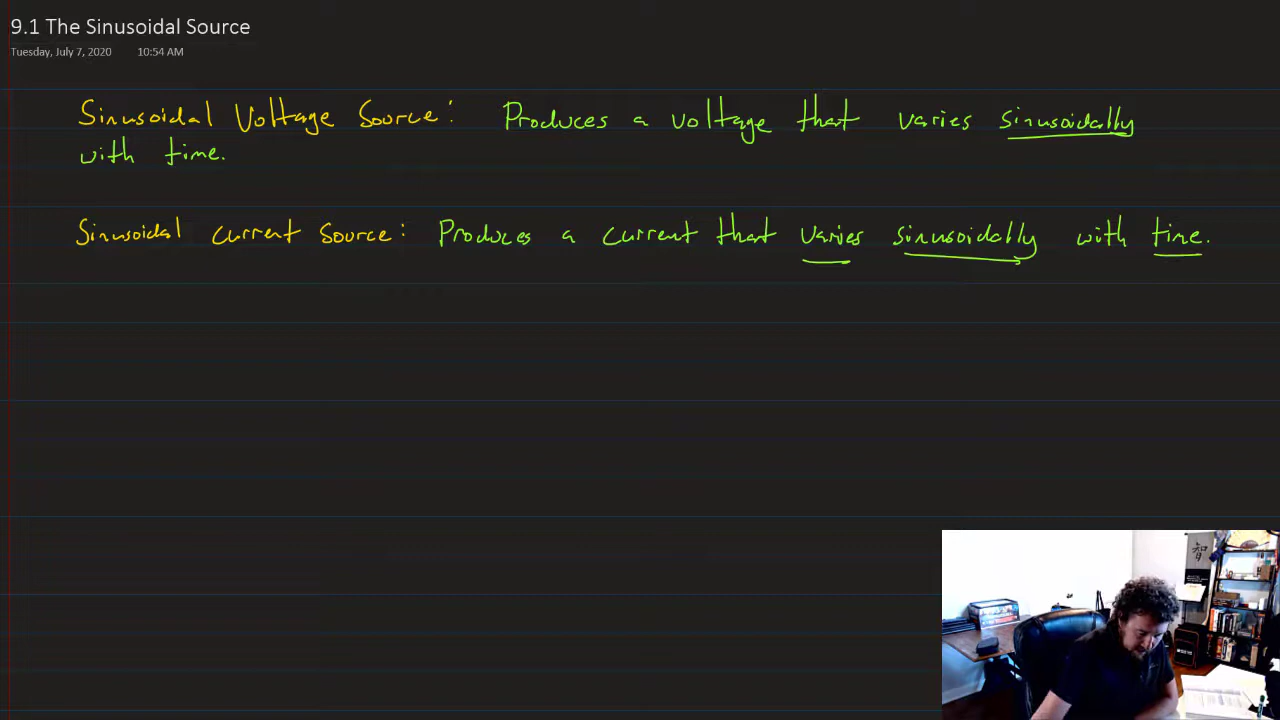 9.1 The Sinusoidal Source
Tuesday, July 7, 2020 10:54 AM
Sinusoidal Voltage Source: Produces a voltage that varies sinusoidally
with time.
Sinusoidal current source: Produces a current that varies sinusoidally with time.
智